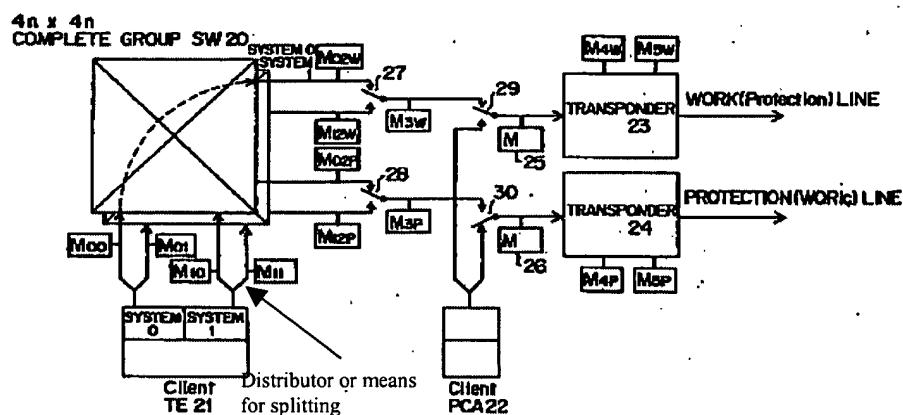 4n x 4n
COMPLETE GROUP SW 20
SYSTEM 0
SYSTEM
M02W
27
M12W
M3W
29
M
25
M4W M5W
TRANSPONDER
23
WORK(Protection) LINE
M02P
28
M12P
M3P
30
M
26
TRANSPONDER
24
PROTECTION(WORK) LINE
M4P M5P
M00
M01
M10
M11
SYSTEM
0
SYSTEM
1
Client
TE 21
Distributor or means
for splitting
Client
PCA22